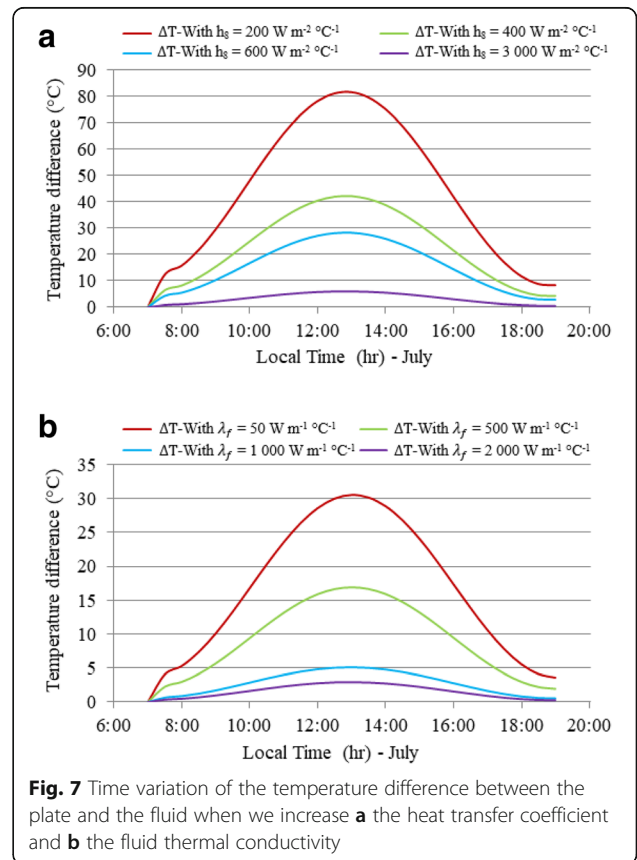 a
ΔT-With h₈ = 200 W m⁻² °C⁻¹ ΔT-With h₈ = 400 W m⁻² °C⁻¹
ΔT-With h₈ = 600 W m⁻² °C⁻¹ ΔT-With h₈ = 3 000 W m⁻² °C⁻¹
Temperature difference (°C)
90
80
70
60
50
40
30
20
10
0
6:00 8:00 10:00 12:00 14:00 16:00 18:00 20:00
Local Time (hr) - July
b
ΔT-With λf = 50 W m⁻¹ °C⁻¹ ΔT-With λf = 500 W m⁻¹ °C⁻¹
ΔT-With λf = 1 000 W m⁻¹ °C⁻¹ ΔT-With λf = 2 000 W m⁻¹ °C⁻¹
Temperature difference (°C)
35
30
25
20
15
10
5
0
6:00 8:00 10:00 12:00 14:00 16:00 18:00 20:00
Local Time (hr) - July
Fig. 7 Time variation of the temperature difference between the
plate and the fluid when we increase a the heat transfer coefficient
and b the fluid thermal conductivity